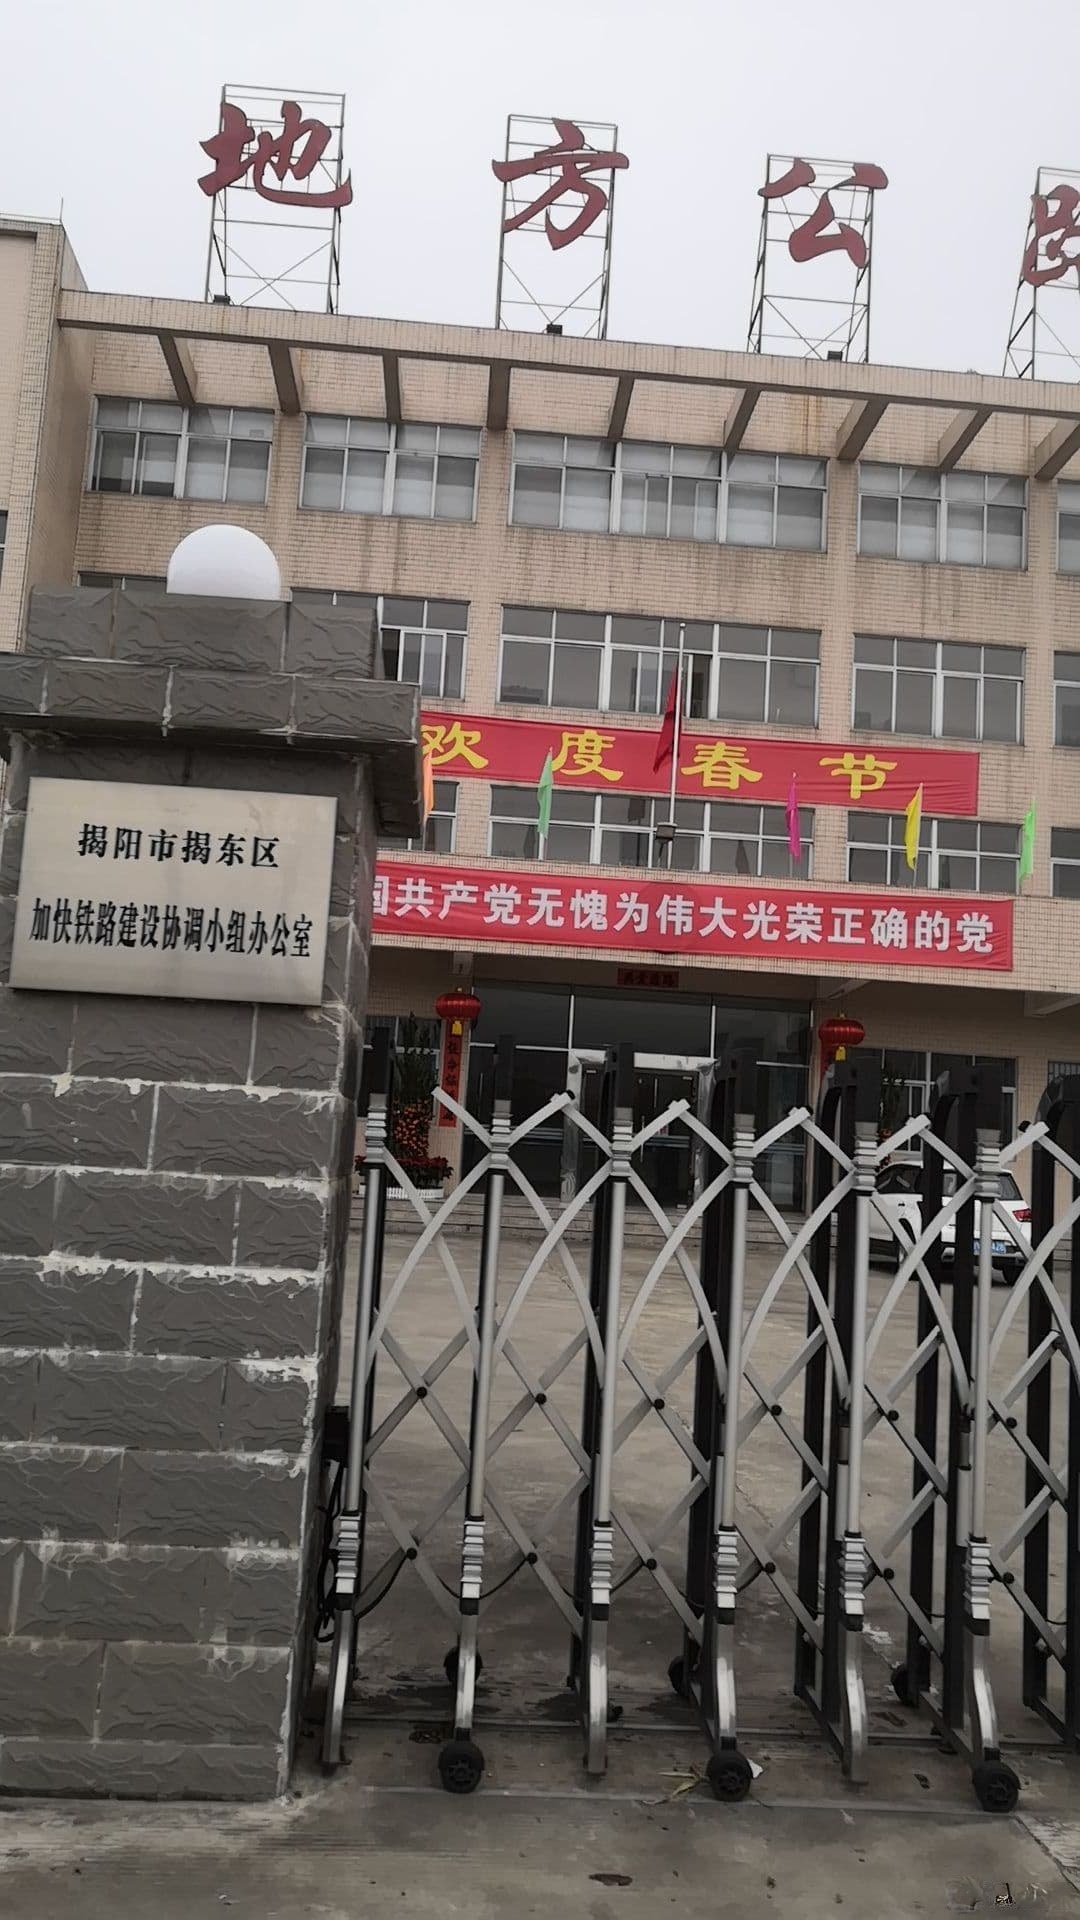 地方公路
欢度春节
国共产党无愧为伟大光荣正确的党
揭阳市揭东区
加快铁路建设协调小组办公室